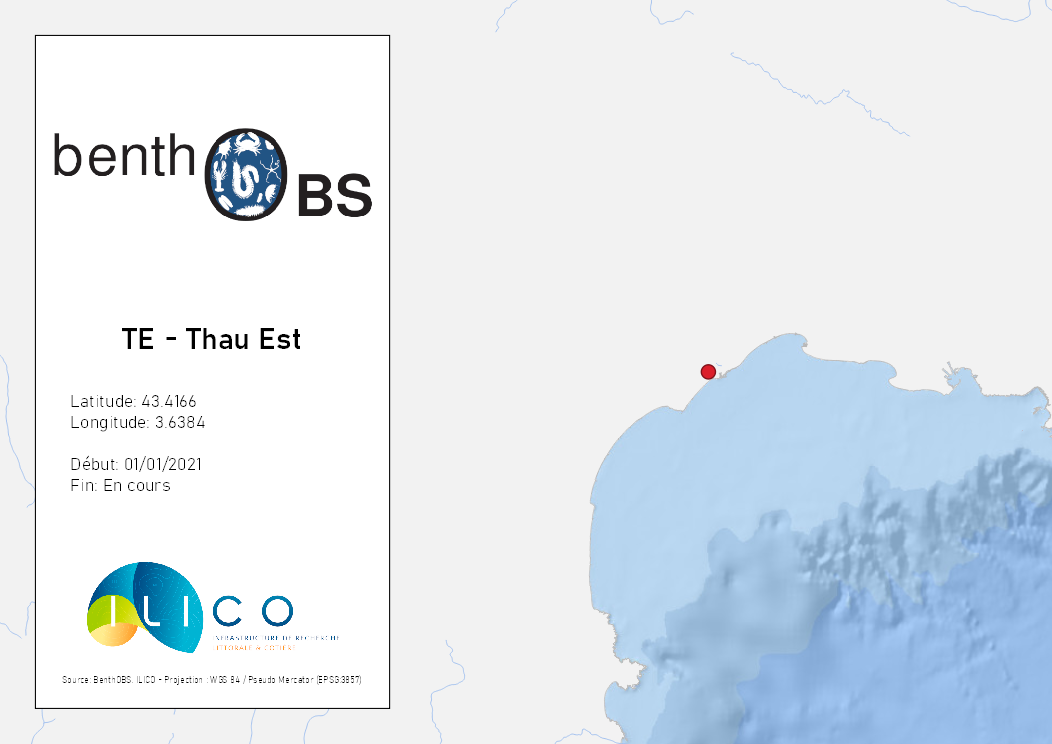 benthOBS
TE - Thau Est
Latitude: 43.4166
Longitude: 3.6384
Début: 01/01/2021
Fin: En cours
ILICO
INFRASTRUCTURE DE RECHERCHE
LITTORALE & CÔTIÈRE
Source: BenthOBS, ILICO - Projection : WGS 84 / Pseudo Mercator (EPSG:3857)